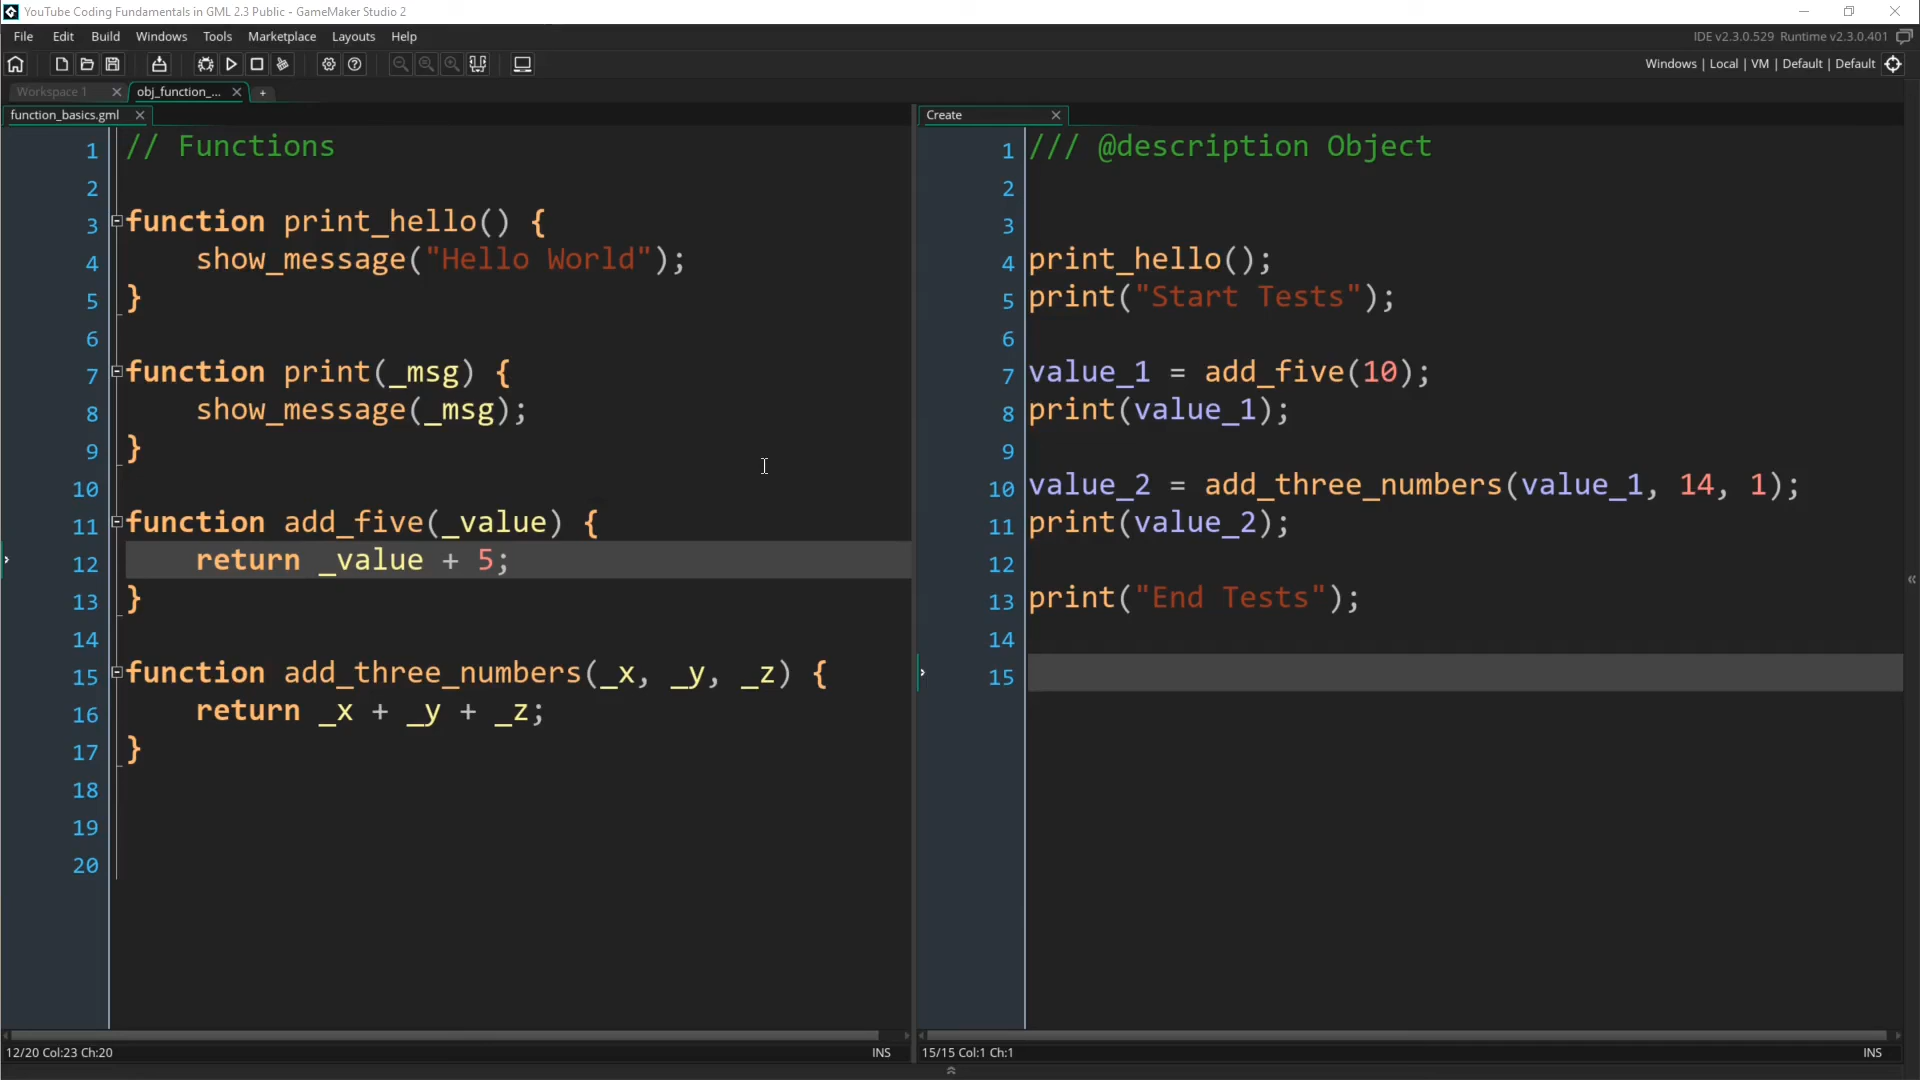 YouTube Coding Fundamentals in GML 2.3 Public - GameMaker Studio 2
File Edit Build Windows Tools Marketplace Layouts Help
IDE v2.3.0.529 Runtime v2.3.0.401
Windows | Local | VM | Default | Default
Workspace 1
obj_function_...
function_basics.gml
1 // Functions
2
3 function print_hello() {
4 show_message("Hello World");
5 }
6
7 function print(_msg) {
8 show_message(_msg);
9 }
10
11 function add_five(_value) {
12 return _value + 5;
13 }
14
15 function add_three_numbers(_x, _y, _z) {
16 return _x + _y + _z;
17 }
18
19
20
12/20 Col:23 Ch:20
INS
Create
1 /// @description Object
2
3
4 print_hello();
5 print("Start Tests");
6
7 value_1 = add_five(10);
8 print(value_1);
9
10 value_2 = add_three_numbers(value_1, 14, 1);
11 print(value_2);
12
13 print("End Tests");
14
15
15/15 Col:1 Ch:1
INS